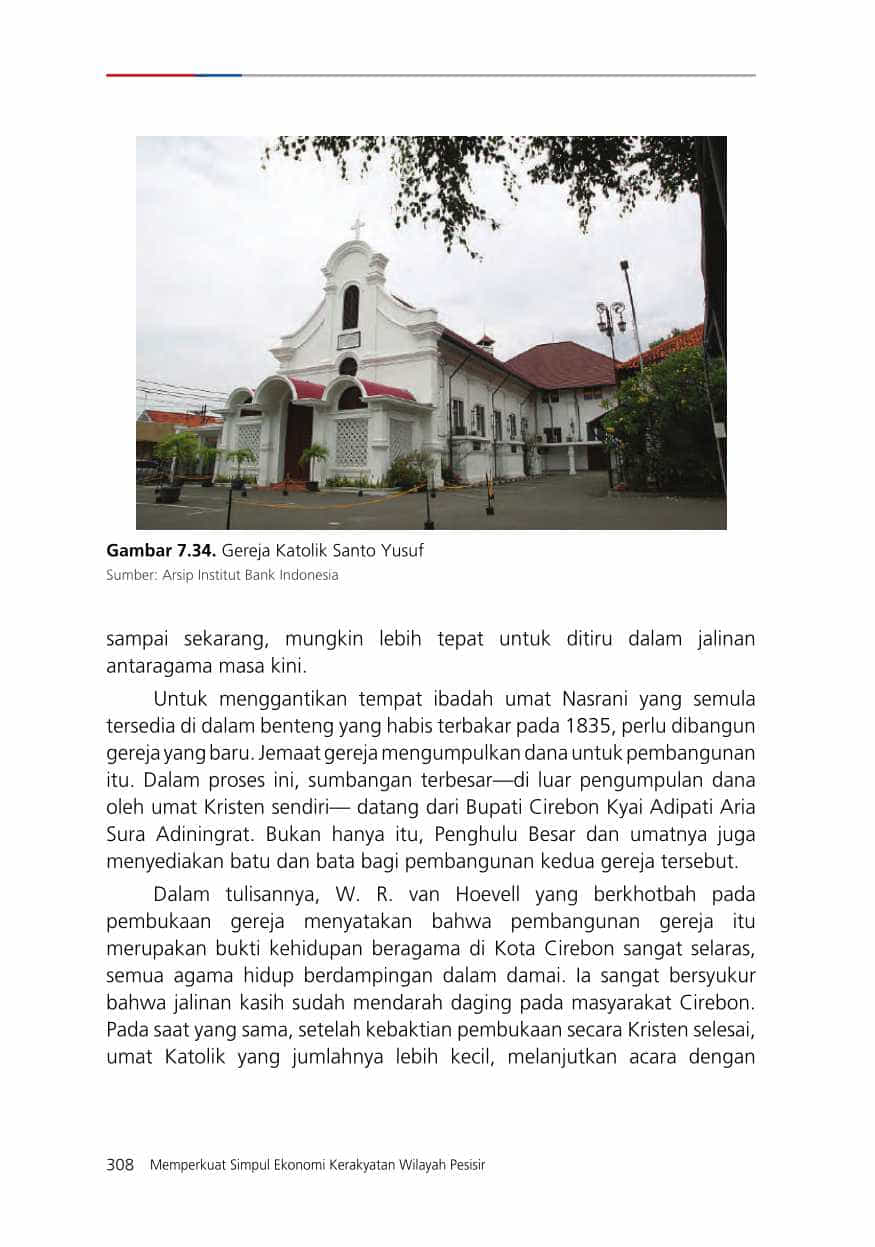 Gambar 7.34. Gereja Katolik Santo Yusuf
Sumber: Arsip Institut Bank Indonesia
sampai sekarang, mungkin lebih tepat untuk ditiru dalam jalinan
antaragama masa kini.
Untuk menggantikan tempat ibadah umat Nasrani yang semula
tersedia di dalam benteng yang habis terbakar pada 1835, perlu dibangun
gereja yang baru. Jemaat gereja mengumpulkan dana untuk pembangunan
itu. Dalam proses ini, sumbangan terbesar—di luar pengumpulan dana
oleh umat Kristen sendiri— datang dari Bupati Cirebon Kyai Adipati Aria
Sura Adiningrat. Bukan hanya itu, Penghulu Besar dan umatnya juga
menyediakan batu dan bata bagi pembangunan kedua gereja tersebut.
Dalam tulisannya, W. R. van Hoevell yang berkhotbah pada
pembukaan gereja menyatakan bahwa pembangunan gereja itu
merupakan bukti kehidupan beragama di Kota Cirebon sangat selaras,
semua agama hidup berdampingan dalam damai. Ia sangat bersyukur
bahwa jalinan kasih sudah mendarah daging pada masyarakat Cirebon.
Pada saat yang sama, setelah kebaktian pembukaan secara Kristen selesai,
umat Katolik yang jumlahnya lebih kecil, melanjutkan acara dengan
308 Memperkuat Simpul Ekonomi Kerakyatan Wilayah Pesisir